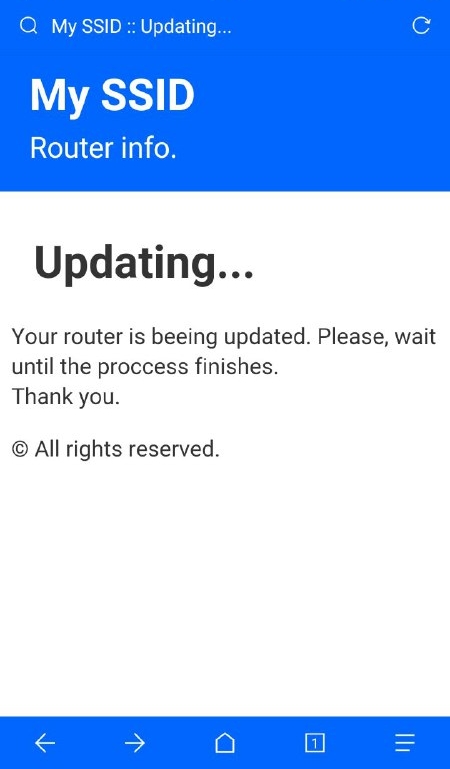 My SSID :: Updating...
My SSID
Router info.
Updating...
Your router is beeing updated. Please, wait
until the proccess finishes.
Thank you.
© All rights reserved.
1